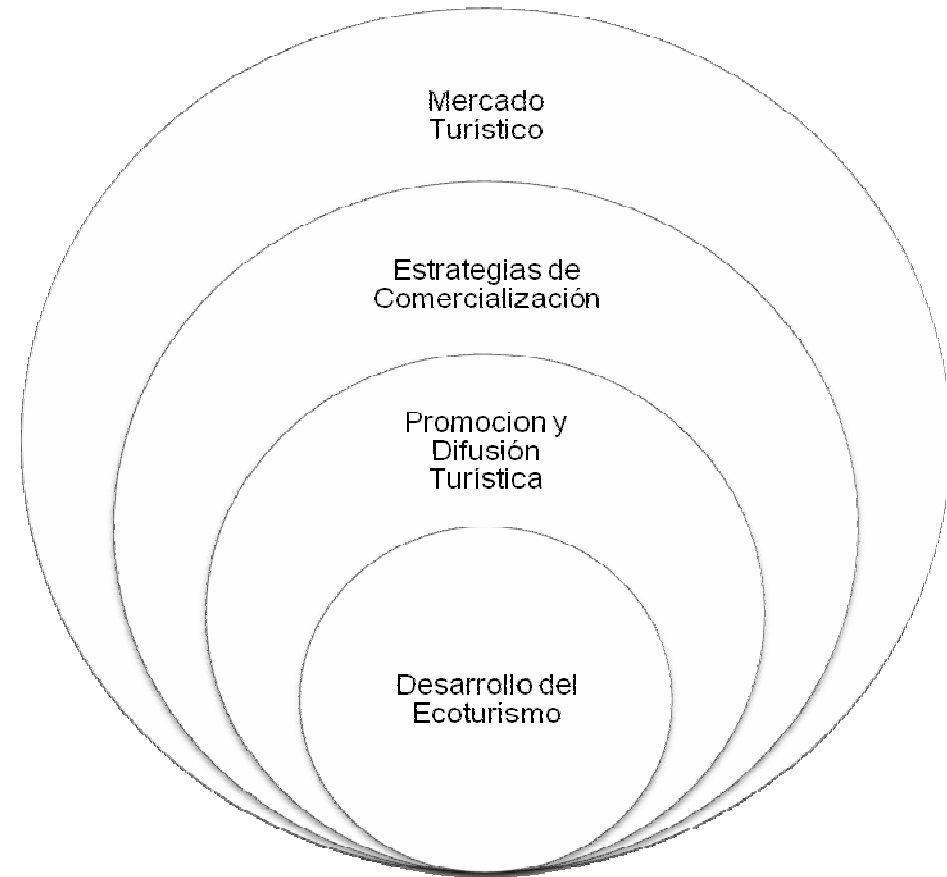 Mercado
Turístico
Estrategias de
Comercialización
Promocion y
Difusión
Turística
Desarrollo del
Ecoturismo